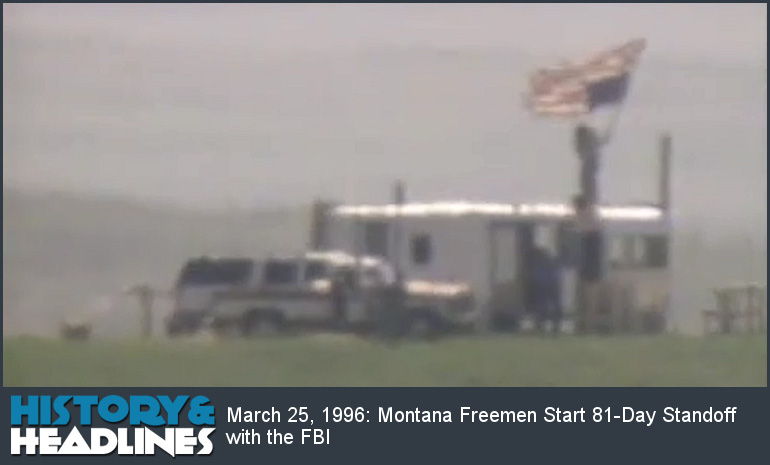 HISTORY&
HEADLINES
March 25, 1996: Montana Freemen Start 81-Day Standoff
with the FBI